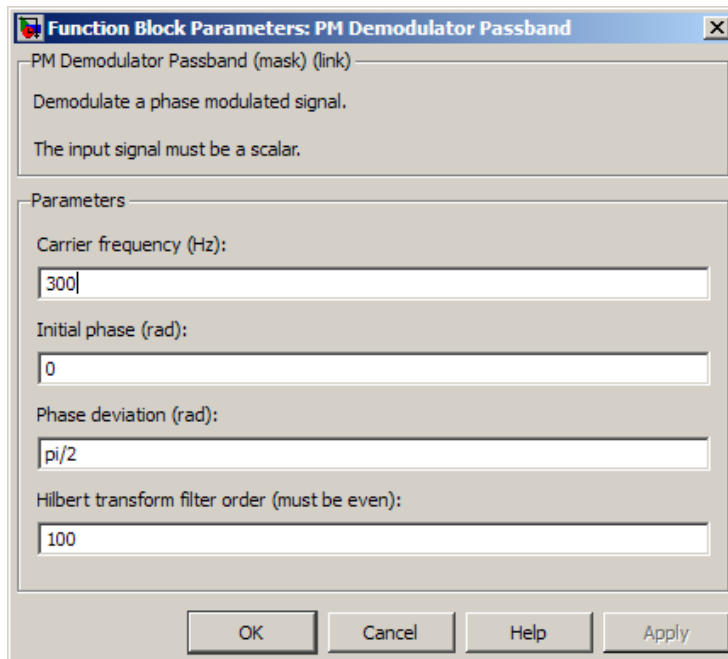 Function Block Parameters: PM Demodulator Passband
PM Demodulator Passband (mask) (link)
Demodulate a phase modulated signal.
The input signal must be a scalar.
Parameters
Carrier frequency (Hz):
300
Initial phase (rad):
0
Phase deviation (rad):
pi/2
Hilbert transform filter order (must be even):
100
OK Cancel Help Apply